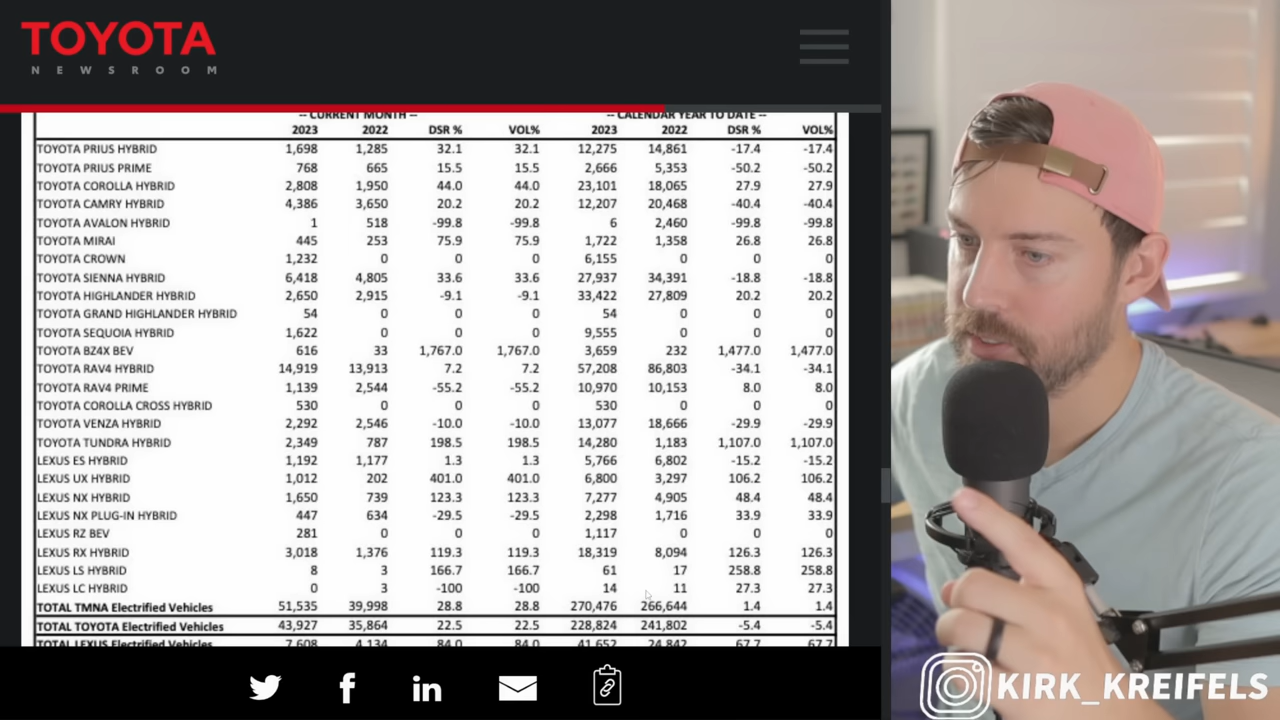 TOYOTA
NEWSROOM
-- CURRENT MONTH -- -- CALENDAR YEAR TO DATE --
2023 2022 DSR % VOL% 2023 2022 DSR % VOL%
TOYOTA PRIUS HYBRID 1,698 1,285 32.1 32.1 12,275 14,861 -17.4 -17.4
TOYOTA PRIUS PRIME 768 665 15.5 15.5 2,666 5,353 -50.2 -50.2
TOYOTA COROLLA HYBRID 2,808 1,950 44.0 44.0 23,101 18,065 27.9 27.9
TOYOTA CAMRY HYBRID 4,386 3,650 20.2 20.2 12,207 20,468 -40.4 -40.4
TOYOTA AVALON HYBRID 1 518 -99.8 -99.8 6 2,460 -99.8 -99.8
TOYOTA MIRAI 445 253 75.9 75.9 1,722 1,358 26.8 26.8
TOYOTA CROWN 1,232 0 0 0 6,155 0 0 0
TOYOTA SIENNA HYBRID 6,418 4,805 33.6 33.6 27,937 34,391 -18.8 -18.8
TOYOTA HIGHLANDER HYBRID 2,650 2,915 -9.1 -9.1 33,422 27,809 20.2 20.2
TOYOTA GRAND HIGHLANDER HYBRID 54 0 0 0 54 0 0 0
TOYOTA SEQUOIA HYBRID 1,622 0 0 0 9,555 0 0 0
TOYOTA BZ4X BEV 616 33 1,767.0 1,767.0 3,659 232 1,477.0 1,477.0
TOYOTA RAV4 HYBRID 14,919 13,913 7.2 7.2 57,208 86,803 -34.1 -34.1
TOYOTA RAV4 PRIME 1,139 2,544 -55.2 -55.2 10,970 10,153 8.0 8.0
TOYOTA COROLLA CROSS HYBRID 530 0 0 0 530 0 0 0
TOYOTA VENZA HYBRID 2,292 2,546 -10.0 -10.0 13,077 18,666 -29.9 -29.9
TOYOTA TUNDRA HYBRID 2,349 787 198.5 198.5 14,280 1,183 1,107.0 1,107.0
LEXUS ES HYBRID 1,192 1,177 1.3 1.3 5,766 6,802 -15.2 -15.2
LEXUS UX HYBRID 1,012 202 401.0 401.0 6,800 3,297 106.2 106.2
LEXUS NX HYBRID 1,650 739 123.3 123.3 7,277 4,905 48.4 48.4
LEXUS NX PLUG-IN HYBRID 447 634 -29.5 -29.5 2,298 1,716 33.9 33.9
LEXUS RZ BEV 281 0 0 0 1,117 0 0 0
LEXUS RX HYBRID 3,018 1,376 119.3 119.3 18,319 8,094 126.3 126.3
LEXUS LS HYBRID 8 3 166.7 166.7 61 17 258.8 258.8
LEXUS LC HYBRID 0 3 -100 -100 14 11 27.3 27.3
TOTAL TMNA Electrified Vehicles 51,535 39,998 28.8 28.8 270,476 266,644 1.4 1.4
TOTAL TOYOTA Electrified Vehicles 43,927 35,864 22.5 22.5 228,824 241,802 -5.4 -5.4
TOTAL LEXUS Electrified Vehicles 7,608 4,134 84.0 84.0 41,652 24,842 67.7 67.7
KIRK_KREIFELS